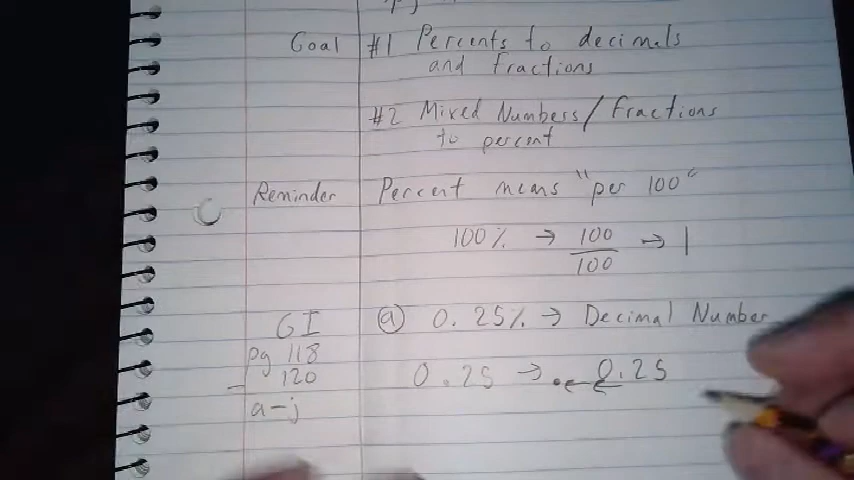 Goal #1 Percents to decimals
and fractions
#2 Mixed Numbers/Fractions
to percent
Reminder Percent means "per 100"
100% → 100/100 → 1
GI ⓐ 0.25% → Decimal Number
pg 118
- 120 0.25 → .←0.25
a-j